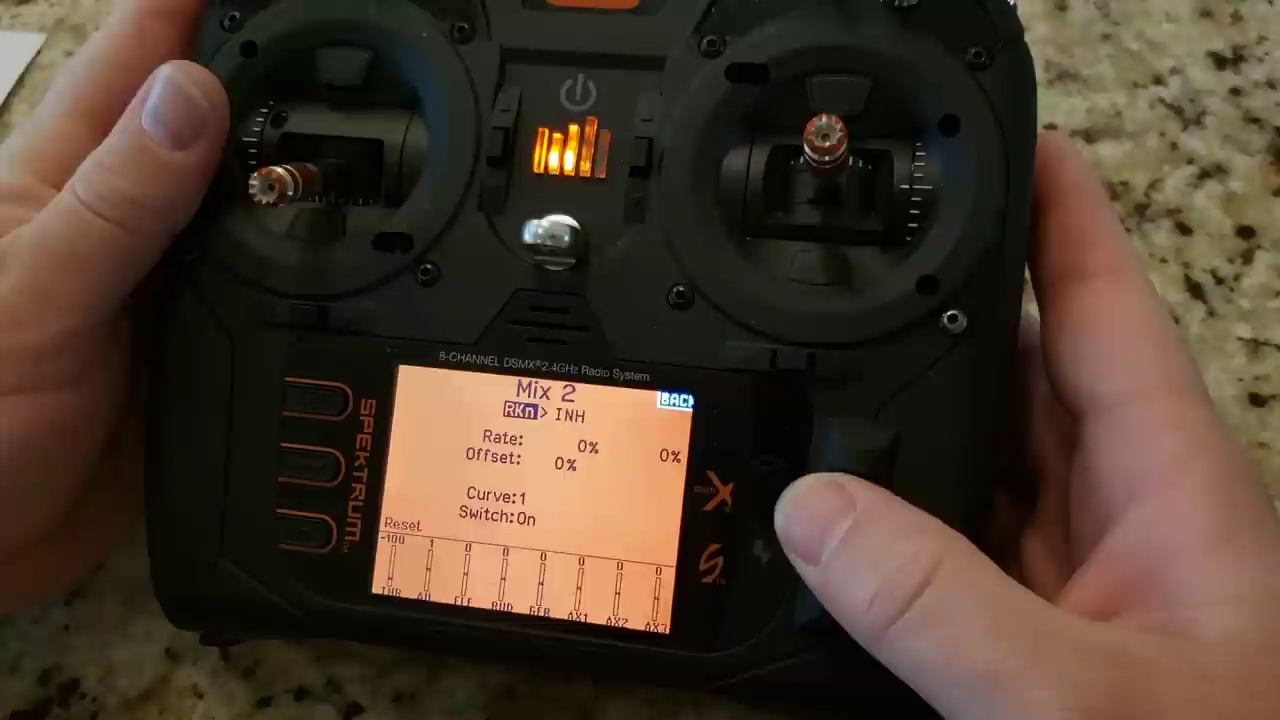 8-CHANNEL DSMX® 2.4GHz Radio System
Mix 2
BACK
RKn> INH
Rate: 0% 0%
Offset: 0%
Curve:1
Switch:On
Reset
-100 1 0 0 0 0 0 0
THR AIL ELE RUD GER AX1 AX2 AX3
SPEKTRUM